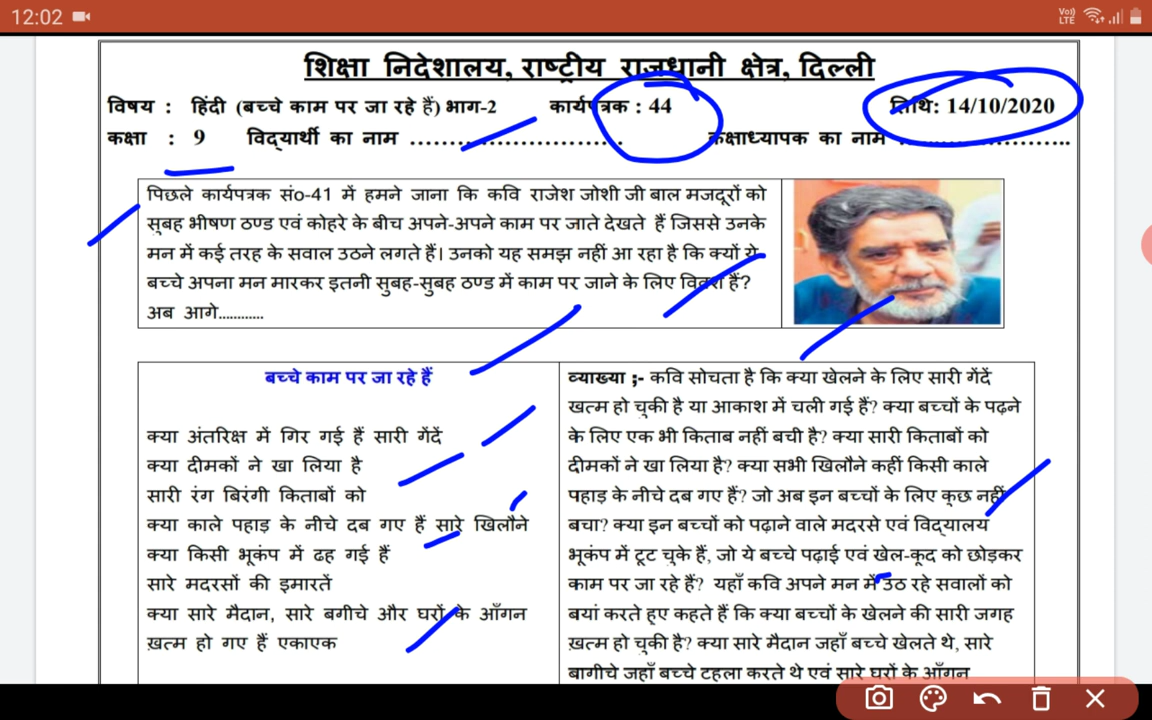 12:02
Vo)) LTE
शिक्षा निदेशालय, राष्ट्रीय राजधानी क्षेत्र, दिल्ली
विषय : हिंदी (बच्चे काम पर जा रहे हैं) भाग-2 कार्यपत्रक : 44 तिथि: 14/10/2020
कक्षा : 9 विद्यार्थी का नाम ............................ कक्षाध्यापक का नाम ......................
पिछले कार्यपत्रक सं०-41 में हमने जाना कि कवि राजेश जोशी जी बाल मजदूरों को
सुबह भीषण ठण्ड एवं कोहरे के बीच अपने-अपने काम पर जाते देखते हैं जिससे उनके
मन में कई तरह के सवाल उठने लगते हैं। उनको यह समझ नहीं आ रहा है कि क्यों ये
बच्चे अपना मन मारकर इतनी सुबह-सुबह ठण्ड में काम पर जाने के लिए विवश हैं?
अब आगे............
बच्चे काम पर जा रहे हैं
क्या अंतरिक्ष में गिर गई हैं सारी गेंदें
क्या दीमकों ने खा लिया है
सारी रंग बिरंगी किताबों को
क्या काले पहाड़ के नीचे दब गए हैं सारे खिलौने
क्या किसी भूकंप में ढह गई हैं
सारे मदरसों की इमारतें
क्या सारे मैदान, सारे बगीचे और घरों के आँगन
ख़त्म हो गए हैं एकाएक
व्याख्या ;- कवि सोचता है कि क्या खेलने के लिए सारी गेंदें
खत्म हो चुकी है या आकाश में चली गई हैं? क्या बच्चों के पढ़ने
के लिए एक भी किताब नहीं बची है? क्या सारी किताबों को
दीमकों ने खा लिया है? क्या सभी खिलौने कहीं किसी काले
पहाड़ के नीचे दब गए हैं? जो अब इन बच्चों के लिए कुछ नहीं
बचा? क्या इन बच्चों को पढ़ाने वाले मदरसे एवं विद्यालय
भूकंप में टूट चुके हैं, जो ये बच्चे पढ़ाई एवं खेल-कूद को छोड़कर
काम पर जा रहे हैं? यहाँ कवि अपने मन में उठ रहे सवालों को
बयां करते हुए कहते हैं कि क्या बच्चों के खेलने की सारी जगह
ख़त्म हो चुकी है? क्या सारे मैदान जहाँ बच्चे खेलते थे, सारे
बागीचे जहाँ बच्चे टहला करते थे एवं सारे घरों के आँगन